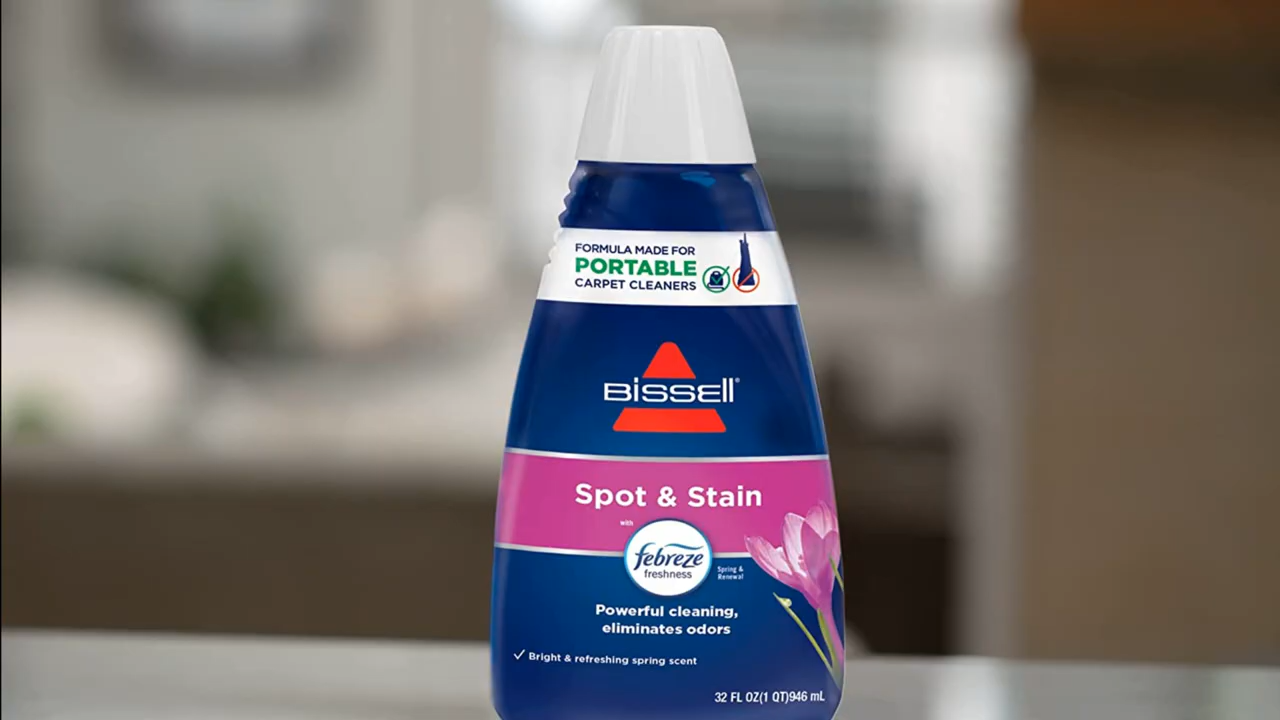 FORMULA MADE FOR
PORTABLE
CARPET CLEANERS
BISSELL®
Spot & Stain
with
febreze
freshness
Spring &
Renewal
Powerful cleaning,
eliminates odors
✓ Bright & refreshing spring scent
32 FL OZ(1 QT)946 mL